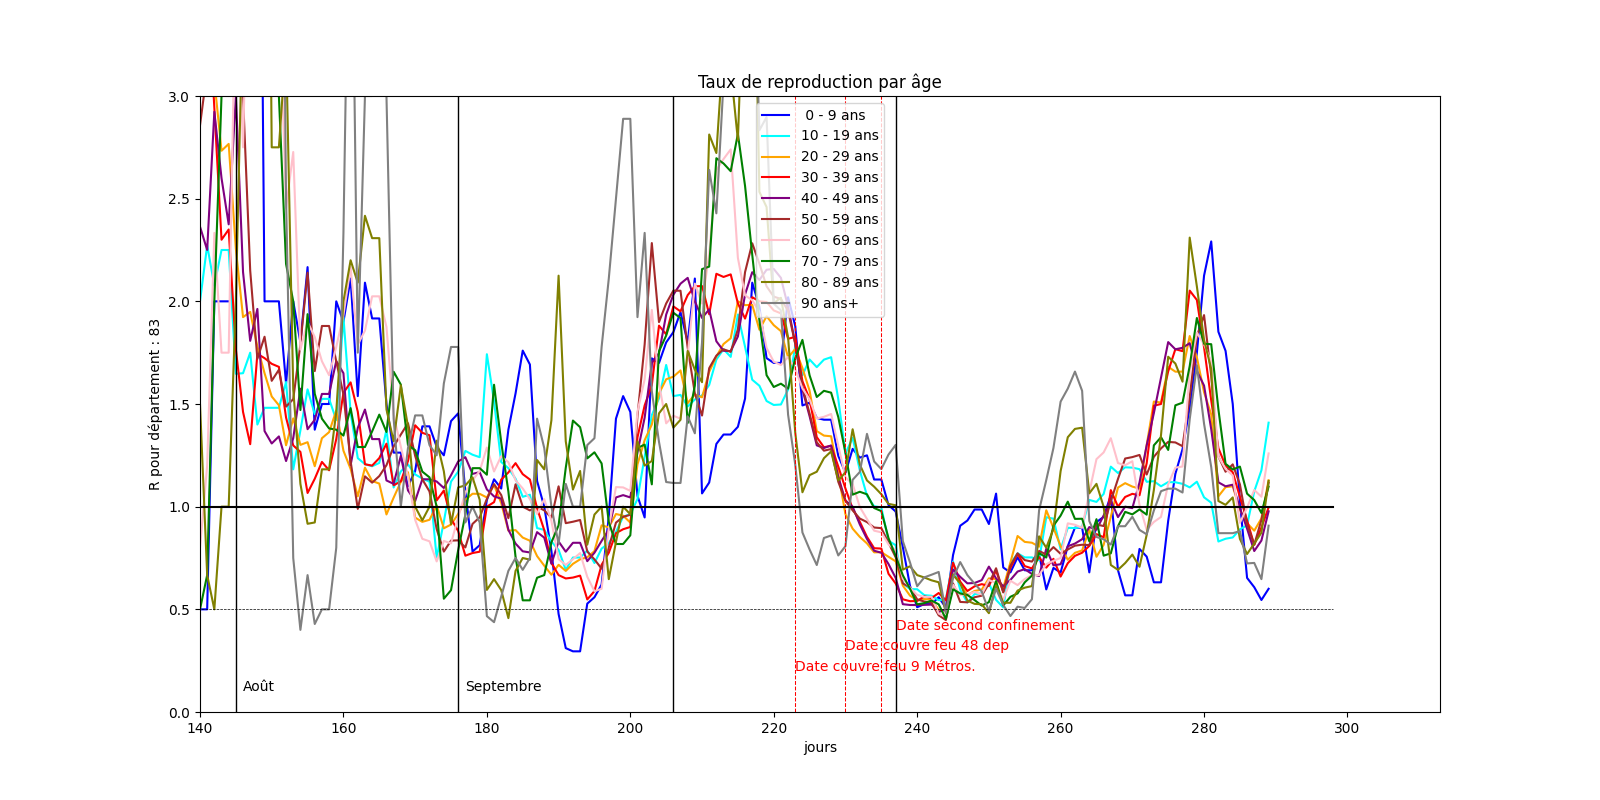 Taux de reproduction par âge
R pour département : 83
3.0
2.5
2.0
1.5
1.0
0.5
0.0
0 - 9 ans
10 - 19 ans
20 - 29 ans
30 - 39 ans
40 - 49 ans
50 - 59 ans
60 - 69 ans
70 - 79 ans
80 - 89 ans
90 ans+
Date second confinement
Date couvre feu 48 dep
Date couvre feu 9 Métros.
Août
Septembre
140 160 180 200 220 240 260 280 300
jours